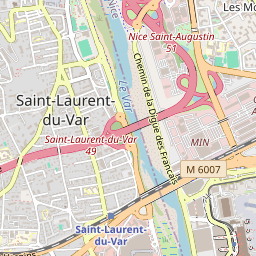 Les Mo
Nice
Nice Saint-Augustin
51
Le Var
Chemin de la Digue des Français
Saint-Laurent-
du-Var
Saint-Laurent-du-Var
49
MIN
M 6007
Saint-Laurent-
du-Var